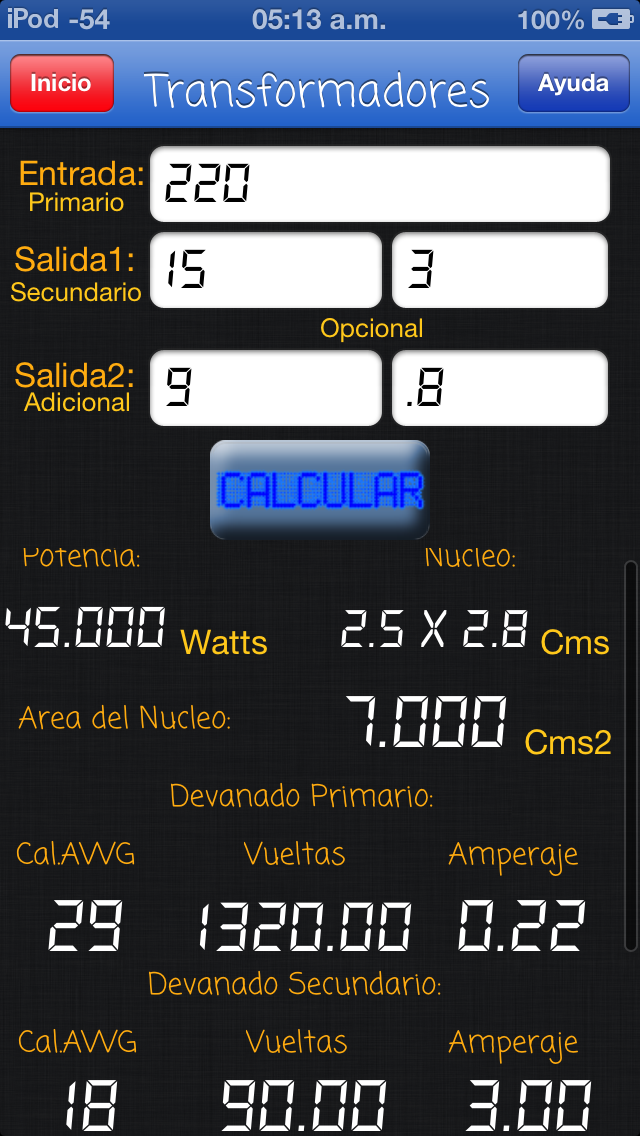 iPod -54 05:13 a.m. 100%
Inicio Transformadores Ayuda
Entrada: 220
Primario
Salida1: 15 3
Secundario
Opcional
Salida2: 9 .8
Adicional
CALCULAR
Potencia: Nucleo:
45.000 Watts 2.5 X 2.8 Cms
Area del Nucleo: 7.000 Cms2
Devanado Primario:
Cal.AWG Vueltas Amperaje
29 1320.00 0.22
Devanado Secundario:
Cal.AWG Vueltas Amperaje
18 90.00 3.00